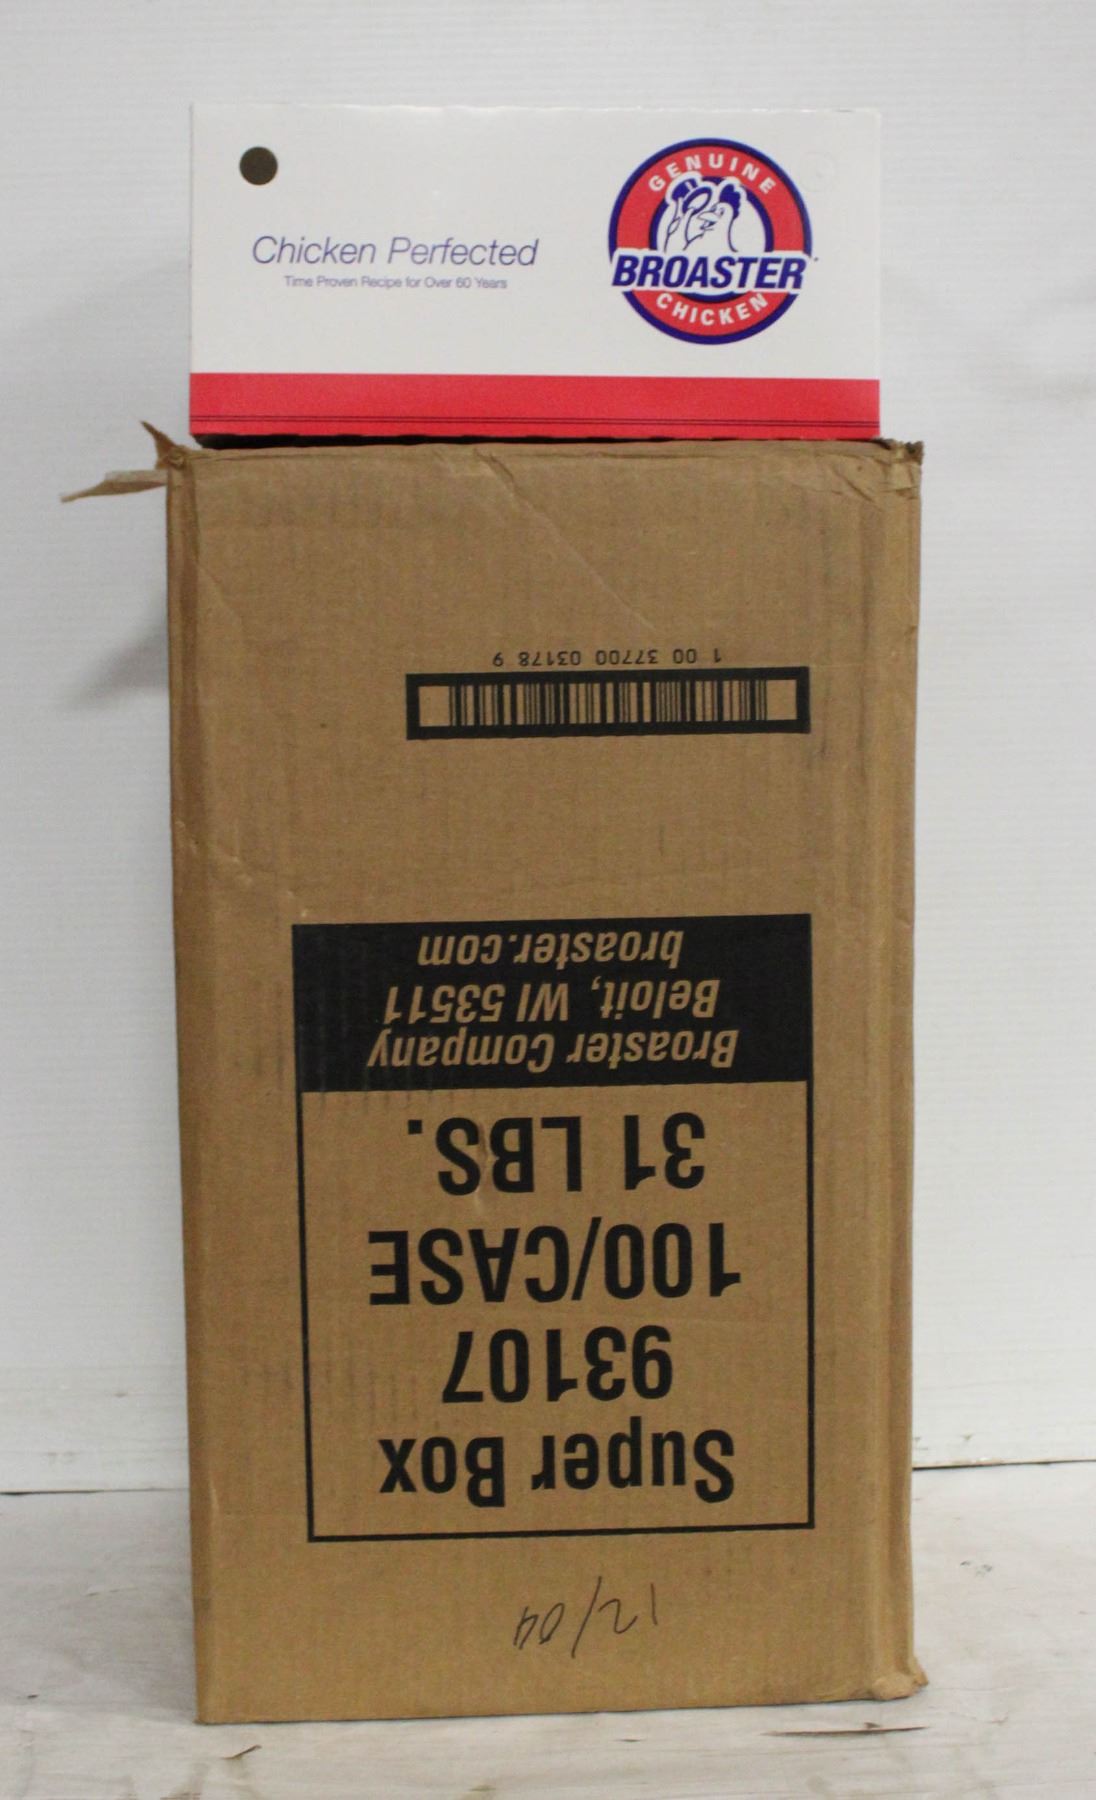 GENUINE
BROASTER
CHICKEN
Chicken Perfected
Time Proven Recipe for Over 60 Years
12/04
Super Box
93107
100/CASE
31 LBS.
Broaster Company
Beloit, WI 53511
broaster.com
1 00 37700 03178 9